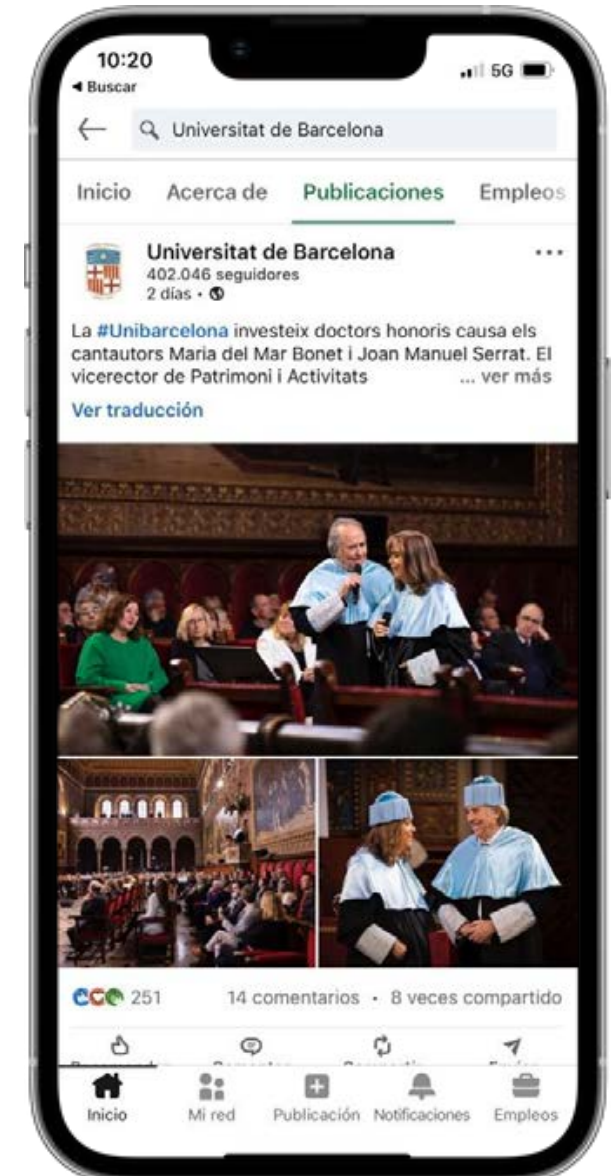 10:20
5G
◀ Buscar
Universitat de Barcelona
Inicio Acerca de Publicaciones Empleos
Universitat de Barcelona
402.046 seguidores
2 días •
La #Unibarcelona investeix doctors honoris causa els
cantautors Maria del Mar Bonet i Joan Manuel Serrat. El
vicerector de Patrimoni i Activitats ... ver más
Ver traducción
251 14 comentarios • 8 veces compartido
Inicio Mi red Publicación Notificaciones Empleos